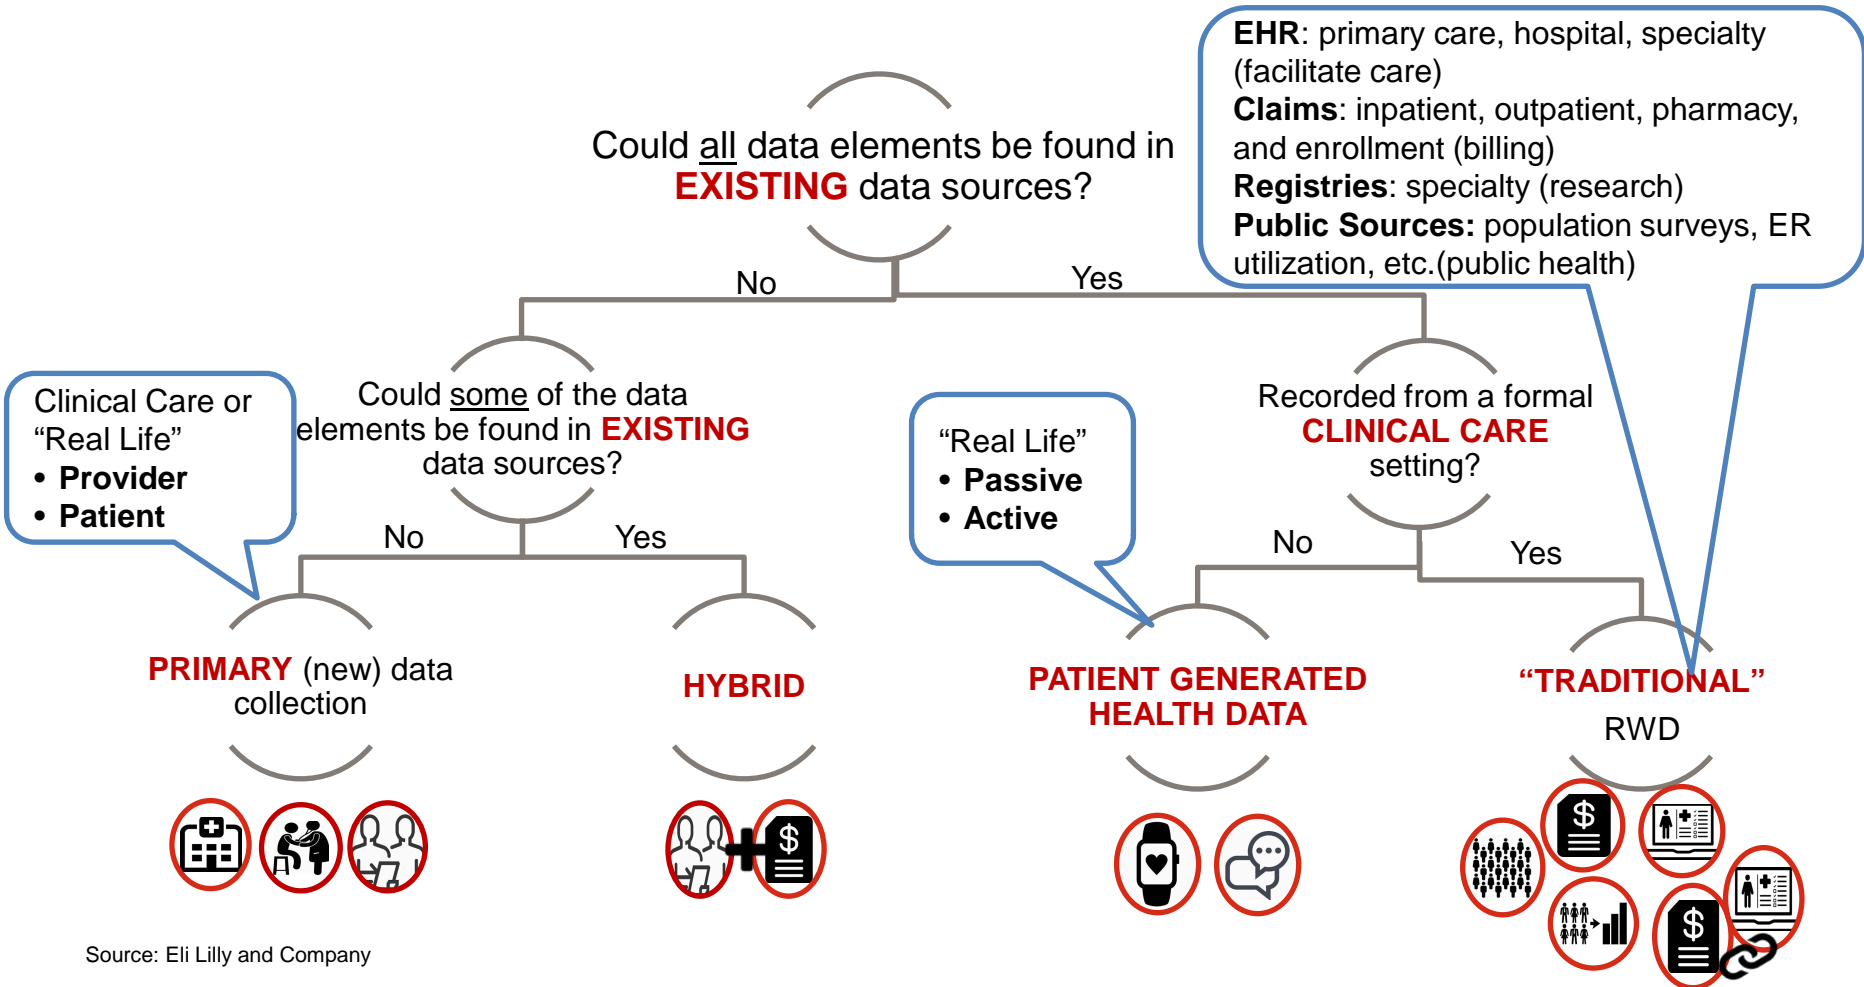 EHR: primary care, hospital, specialty
(facilitate care)
Claims: inpatient, outpatient, pharmacy,
and enrollment (billing)
Registries: specialty (research)
Public Sources: population surveys, ER
utilization, etc.(public health)
Could all data elements be found in
EXISTING data sources?
No
Yes
Clinical Care or
“Real Life”
• Provider
• Patient
Could some of the data
elements be found in EXISTING
data sources?
“Real Life”
• Passive
• Active
Recorded from a formal
CLINICAL CARE
setting?
No
Yes
No
Yes
PRIMARY (new) data
collection
HYBRID
PATIENT GENERATED
HEALTH DATA
“TRADITIONAL”
RWD
$
$
$
Source: Eli Lilly and Company